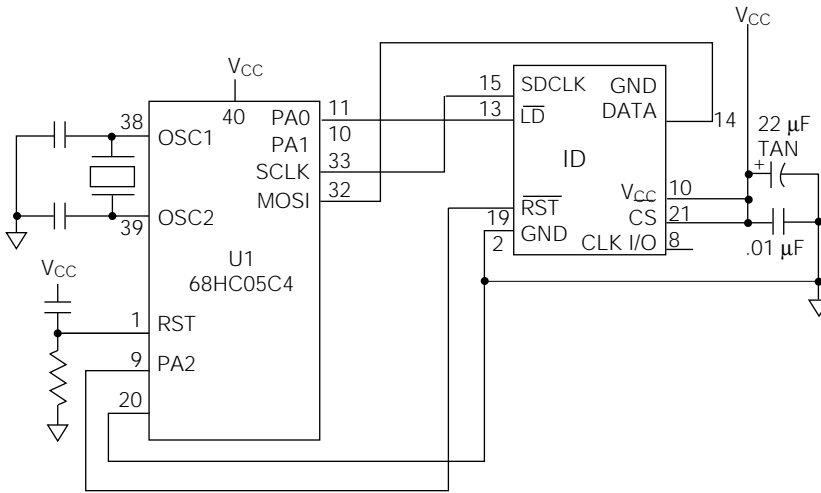 VCC
VCC
38
OSC1
40
PA0
11
PA1
10
SCLK
33
MOSI
32
OSC2
39
U1
68HC05C4
VCC
1
RST
9
PA2
20
15
SDCLK
GND
13
LD
DATA
14
ID
22 µF
TAN
+
VCC
10
RST
19
CS
21
GND
2
CLK I/O
8
.01 µF